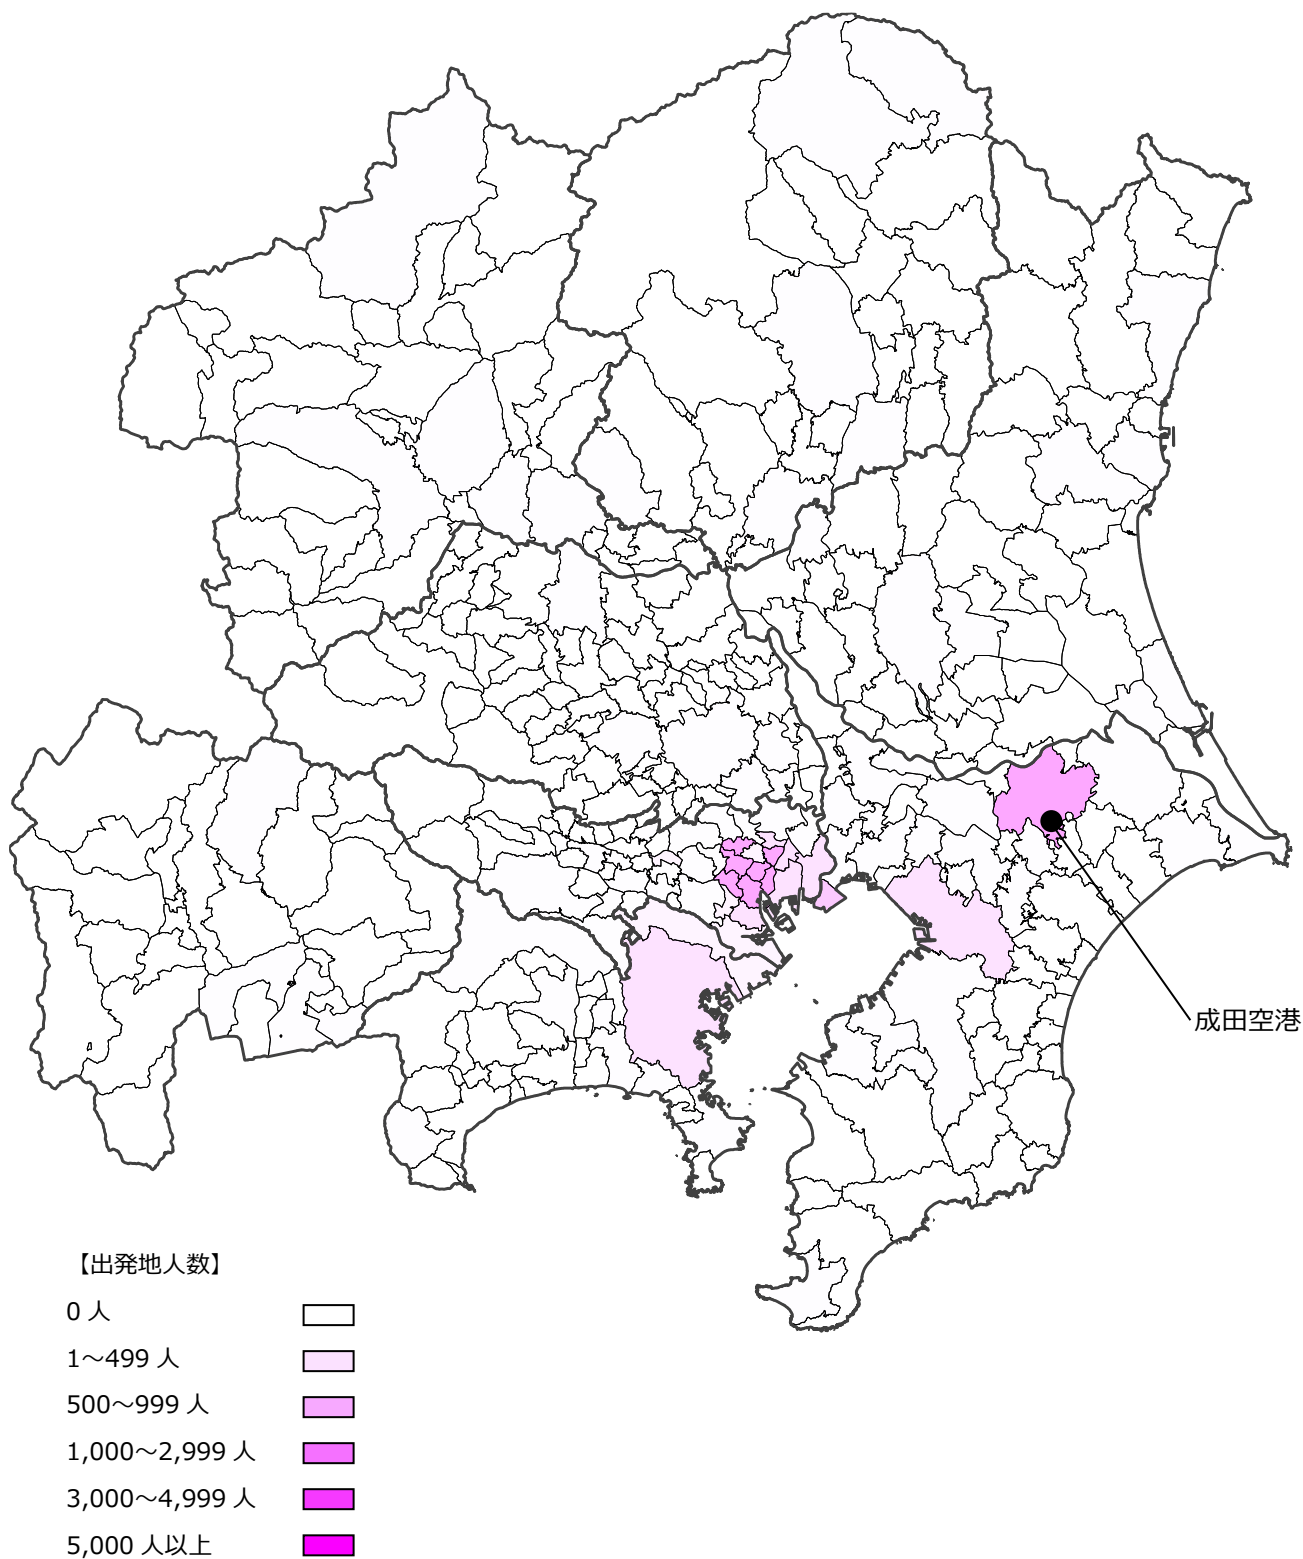 成田空港
【出発地人数】
0 人
1～499 人
500～999 人
1,000～2,999 人
3,000～4,999 人
5,000 人以上